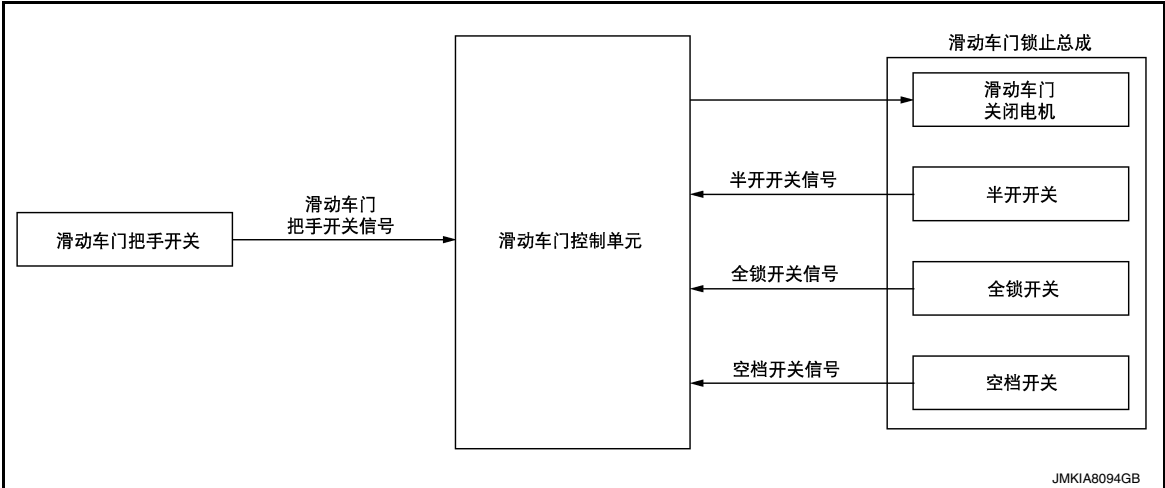 滑动车门锁止总成
滑动车门
关闭电机
半开开关信号
半开开关
滑动车门
把手开关信号
滑动车门把手开关
滑动车门控制单元
全锁开关信号
全锁开关
空档开关信号
空档开关
JMKIA8094GB